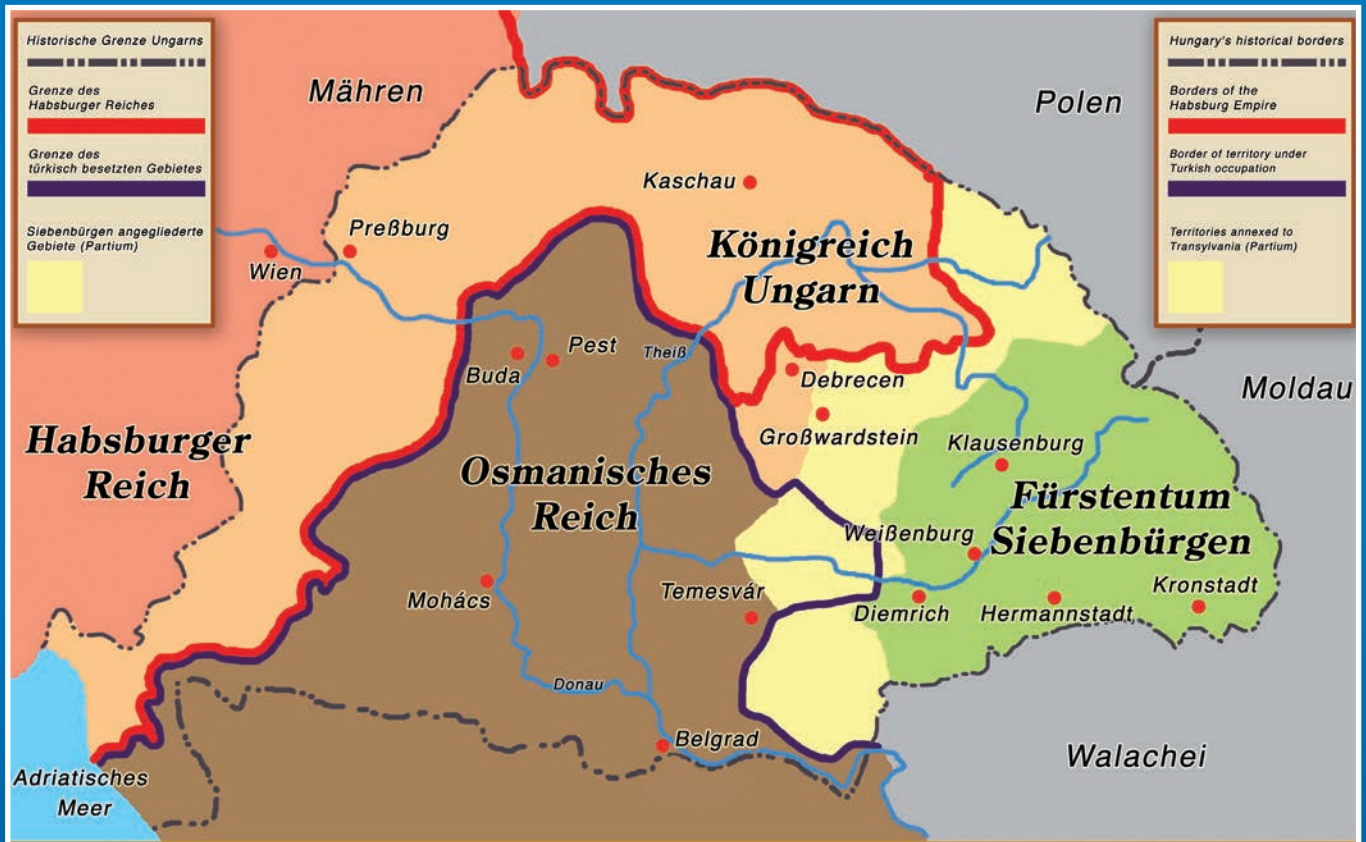 Historische Grenze Ungarns
Grenze des
Habsburger Reiches
Grenze des
türkisch besetzten Gebietes
Siebenbürgen angegliederte
Gebiete (Partium)
Hungary's historical borders
Borders of the
Habsburg Empire
Border of territory under
Turkish occupation
Territories annexed to
Transylvania (Partium)
Mähren
Polen
Kaschau
Preßburg
Wien
Königreich
Ungarn
Theiß
Pest
Buda
Debrecen
Moldau
Großwardstein
Klausenburg
Habsburger
Reich
Osmanisches
Reich
Fürstentum
Siebenbürgen
Weißenburg
Mohács
Temesvár
Diemrich
Hermannstadt
Kronstadt
Donau
Belgrad
Walachei
Adriatisches
Meer